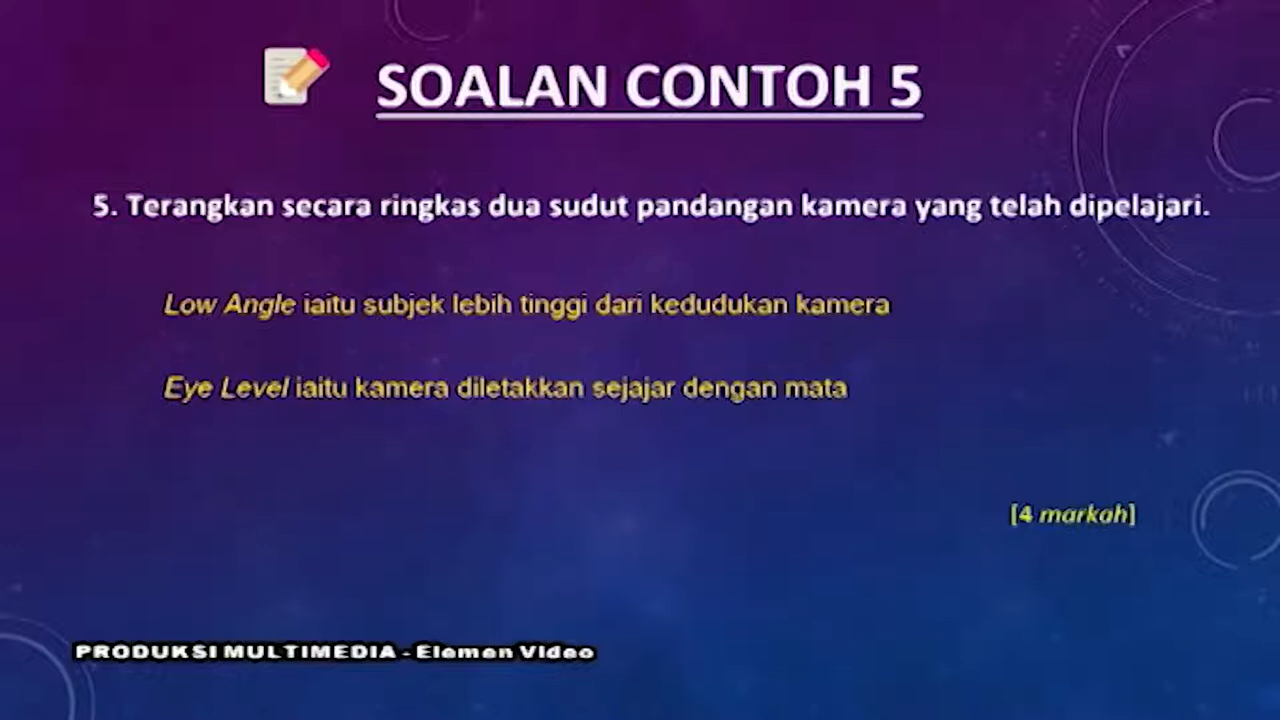 SOALAN CONTOH 5
5. Terangkan secara ringkas dua sudut pandangan kamera yang telah dipelajari.
Low Angle iaitu subjek lebih tinggi dari kedudukan kamera
Eye Level iaitu kamera diletakkan sejajar dengan mata
[4 markah]
PRODUKSI MULTIMEDIA - Elemen Video